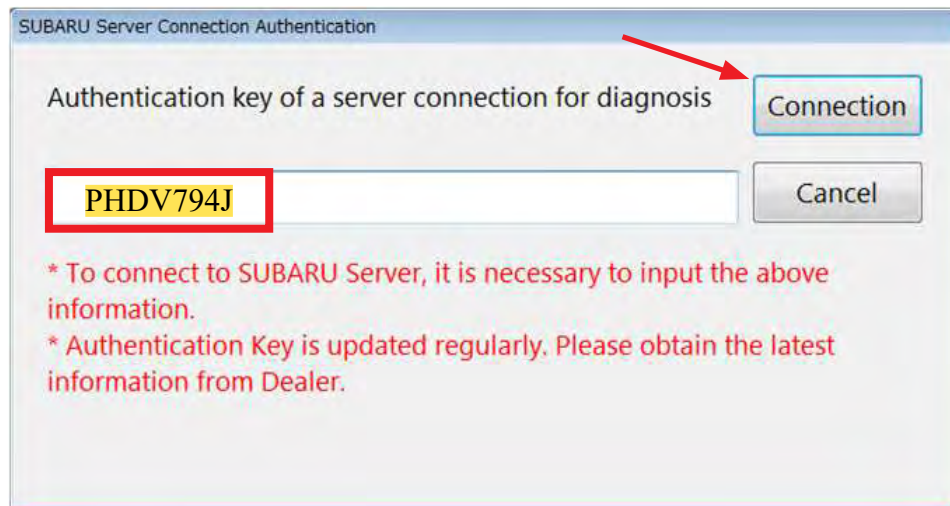 SUBARU Server Connection Authentication
Authentication key of a server connection for diagnosis
Connection
PHDV794J
Cancel
* To connect to SUBARU Server, it is necessary to input the above
information.
* Authentication Key is updated regularly. Please obtain the latest
information from Dealer.